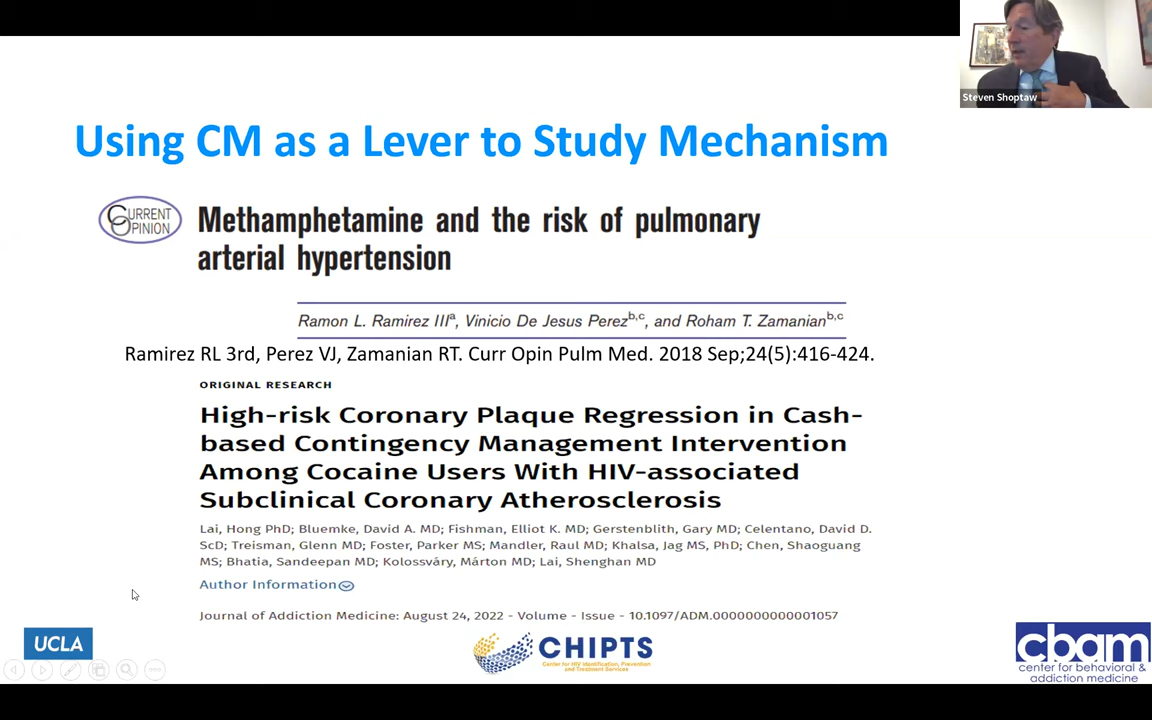 Steven Shoptaw
Using CM as a Lever to Study Mechanism
CURRENT
OPINION
Methamphetamine and the risk of pulmonary
arterial hypertension
Ramon L. Ramirez IIIa, Vinicio De Jesus Perezb,c, and Roham T. Zamanianb,c
Ramirez RL 3rd, Perez VJ, Zamanian RT. Curr Opin Pulm Med. 2018 Sep;24(5):416-424.
ORIGINAL RESEARCH
High-risk Coronary Plaque Regression in Cash-
based Contingency Management Intervention
Among Cocaine Users With HIV-associated
Subclinical Coronary Atherosclerosis
Lai, Hong PhD; Bluemke, David A. MD; Fishman, Elliot K. MD; Gerstenblith, Gary MD; Celentano, David D.
ScD; Treisman, Glenn MD; Foster, Parker MS; Mandler, Raul MD; Khalsa, Jag MS, PhD; Chen, Shaoguang
MS; Bhatia, Sandeepan MD; Kolossváry, Márton MD; Lai, Shenghan MD
Author Information
Journal of Addiction Medicine: August 24, 2022 - Volume - Issue - 10.1097/ADM.0000000000001057
UCLA
CHIPTS
Center for HIV Identification, Prevention
and Treatment Services
cbam
center for behavioral &
addiction medicine